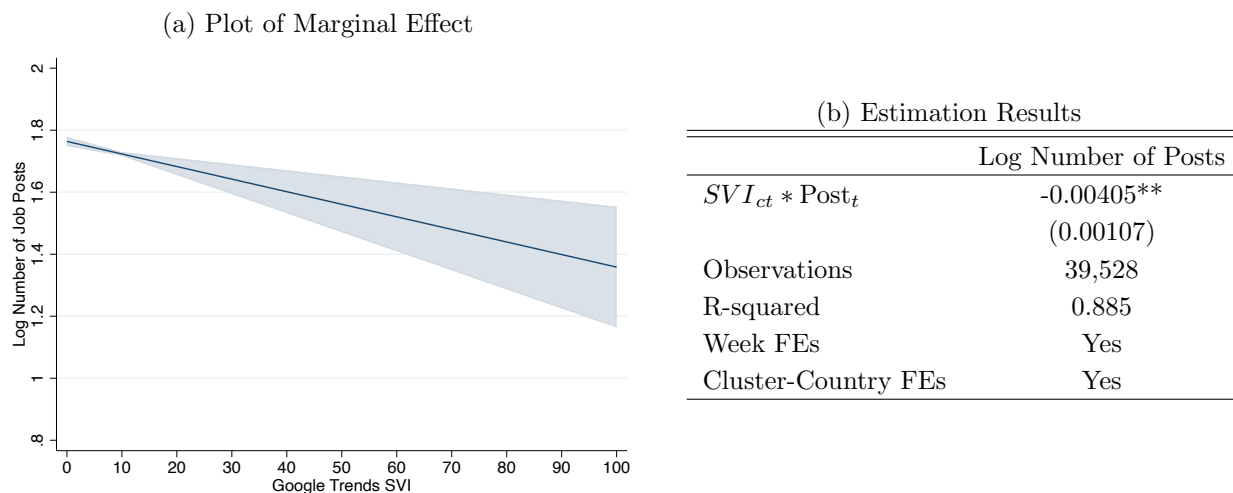 (a) Plot of Marginal Effect
Log Number of Job Posts
2
1.8
1.6
1.4
1.2
1
.8
0 10 20 30 40 50 60 70 80 90 100
Google Trends SVI
(b) Estimation Results
Log Number of Posts
SVI_{ct} * Post_t -0.00405**
(0.00107)
Observations 39,528
R-squared 0.885
Week FEs Yes
Cluster-Country FEs Yes